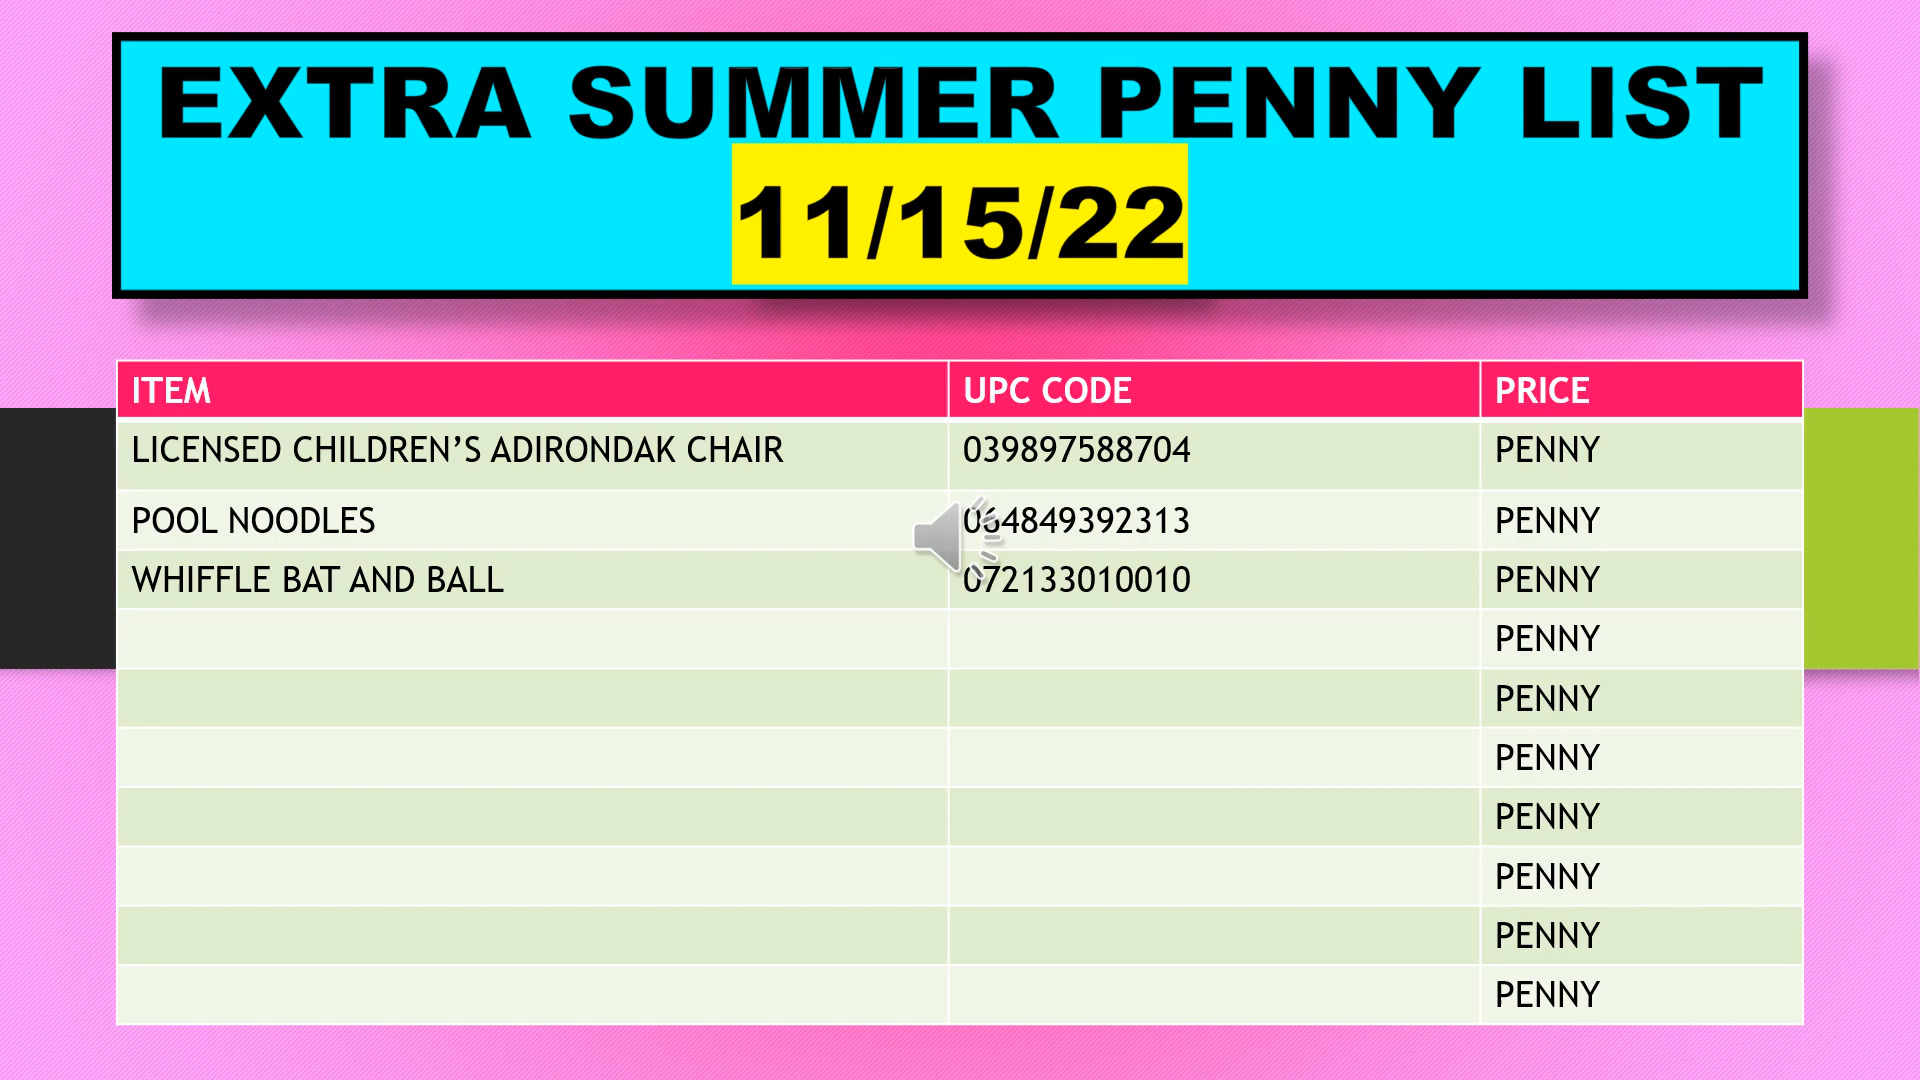 EXTRA SUMMER PENNY LIST
11/15/22
ITEM UPC CODE PRICE
LICENSED CHILDREN’S ADIRONDAK CHAIR 039897588704 PENNY
POOL NOODLES 064849392313 PENNY
WHIFFLE BAT AND BALL 072133010010 PENNY
PENNY
PENNY
PENNY
PENNY
PENNY
PENNY
PENNY